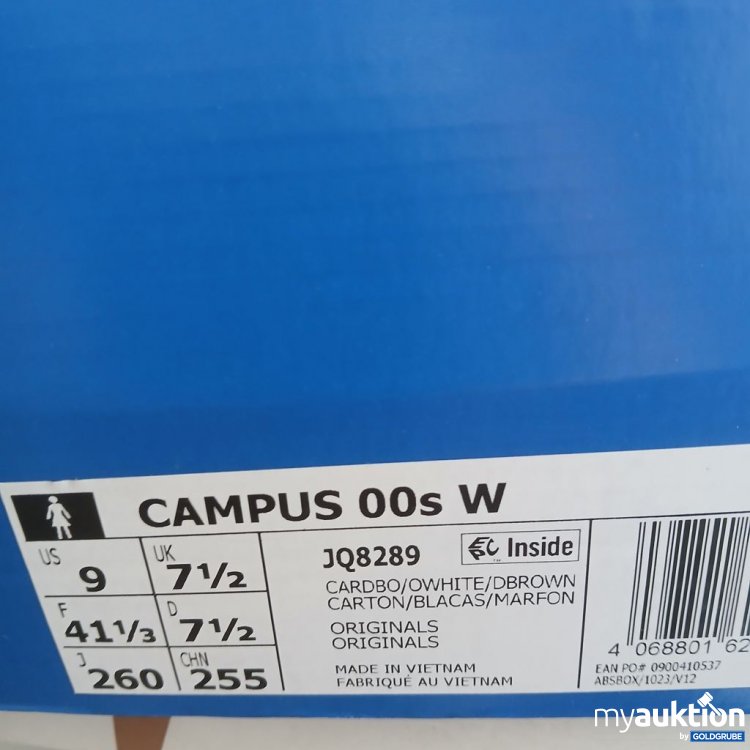 CAMPUS 00s W
US 9 UK 7½
F 41⅓ D 7½
J 260 CHN 255
JQ8289 Inside
CARDBO/OWHITE/DBROWN
CARTON/BLACAS/MARFON
ORIGINALS
ORIGINALS
MADE IN VIETNAM
FABRIQUÉ AU VIETNAM
4 068801 62
EAN PO# 0900410537
ABSBOX/1023/V12
myauktion
by GOLDGRUBE